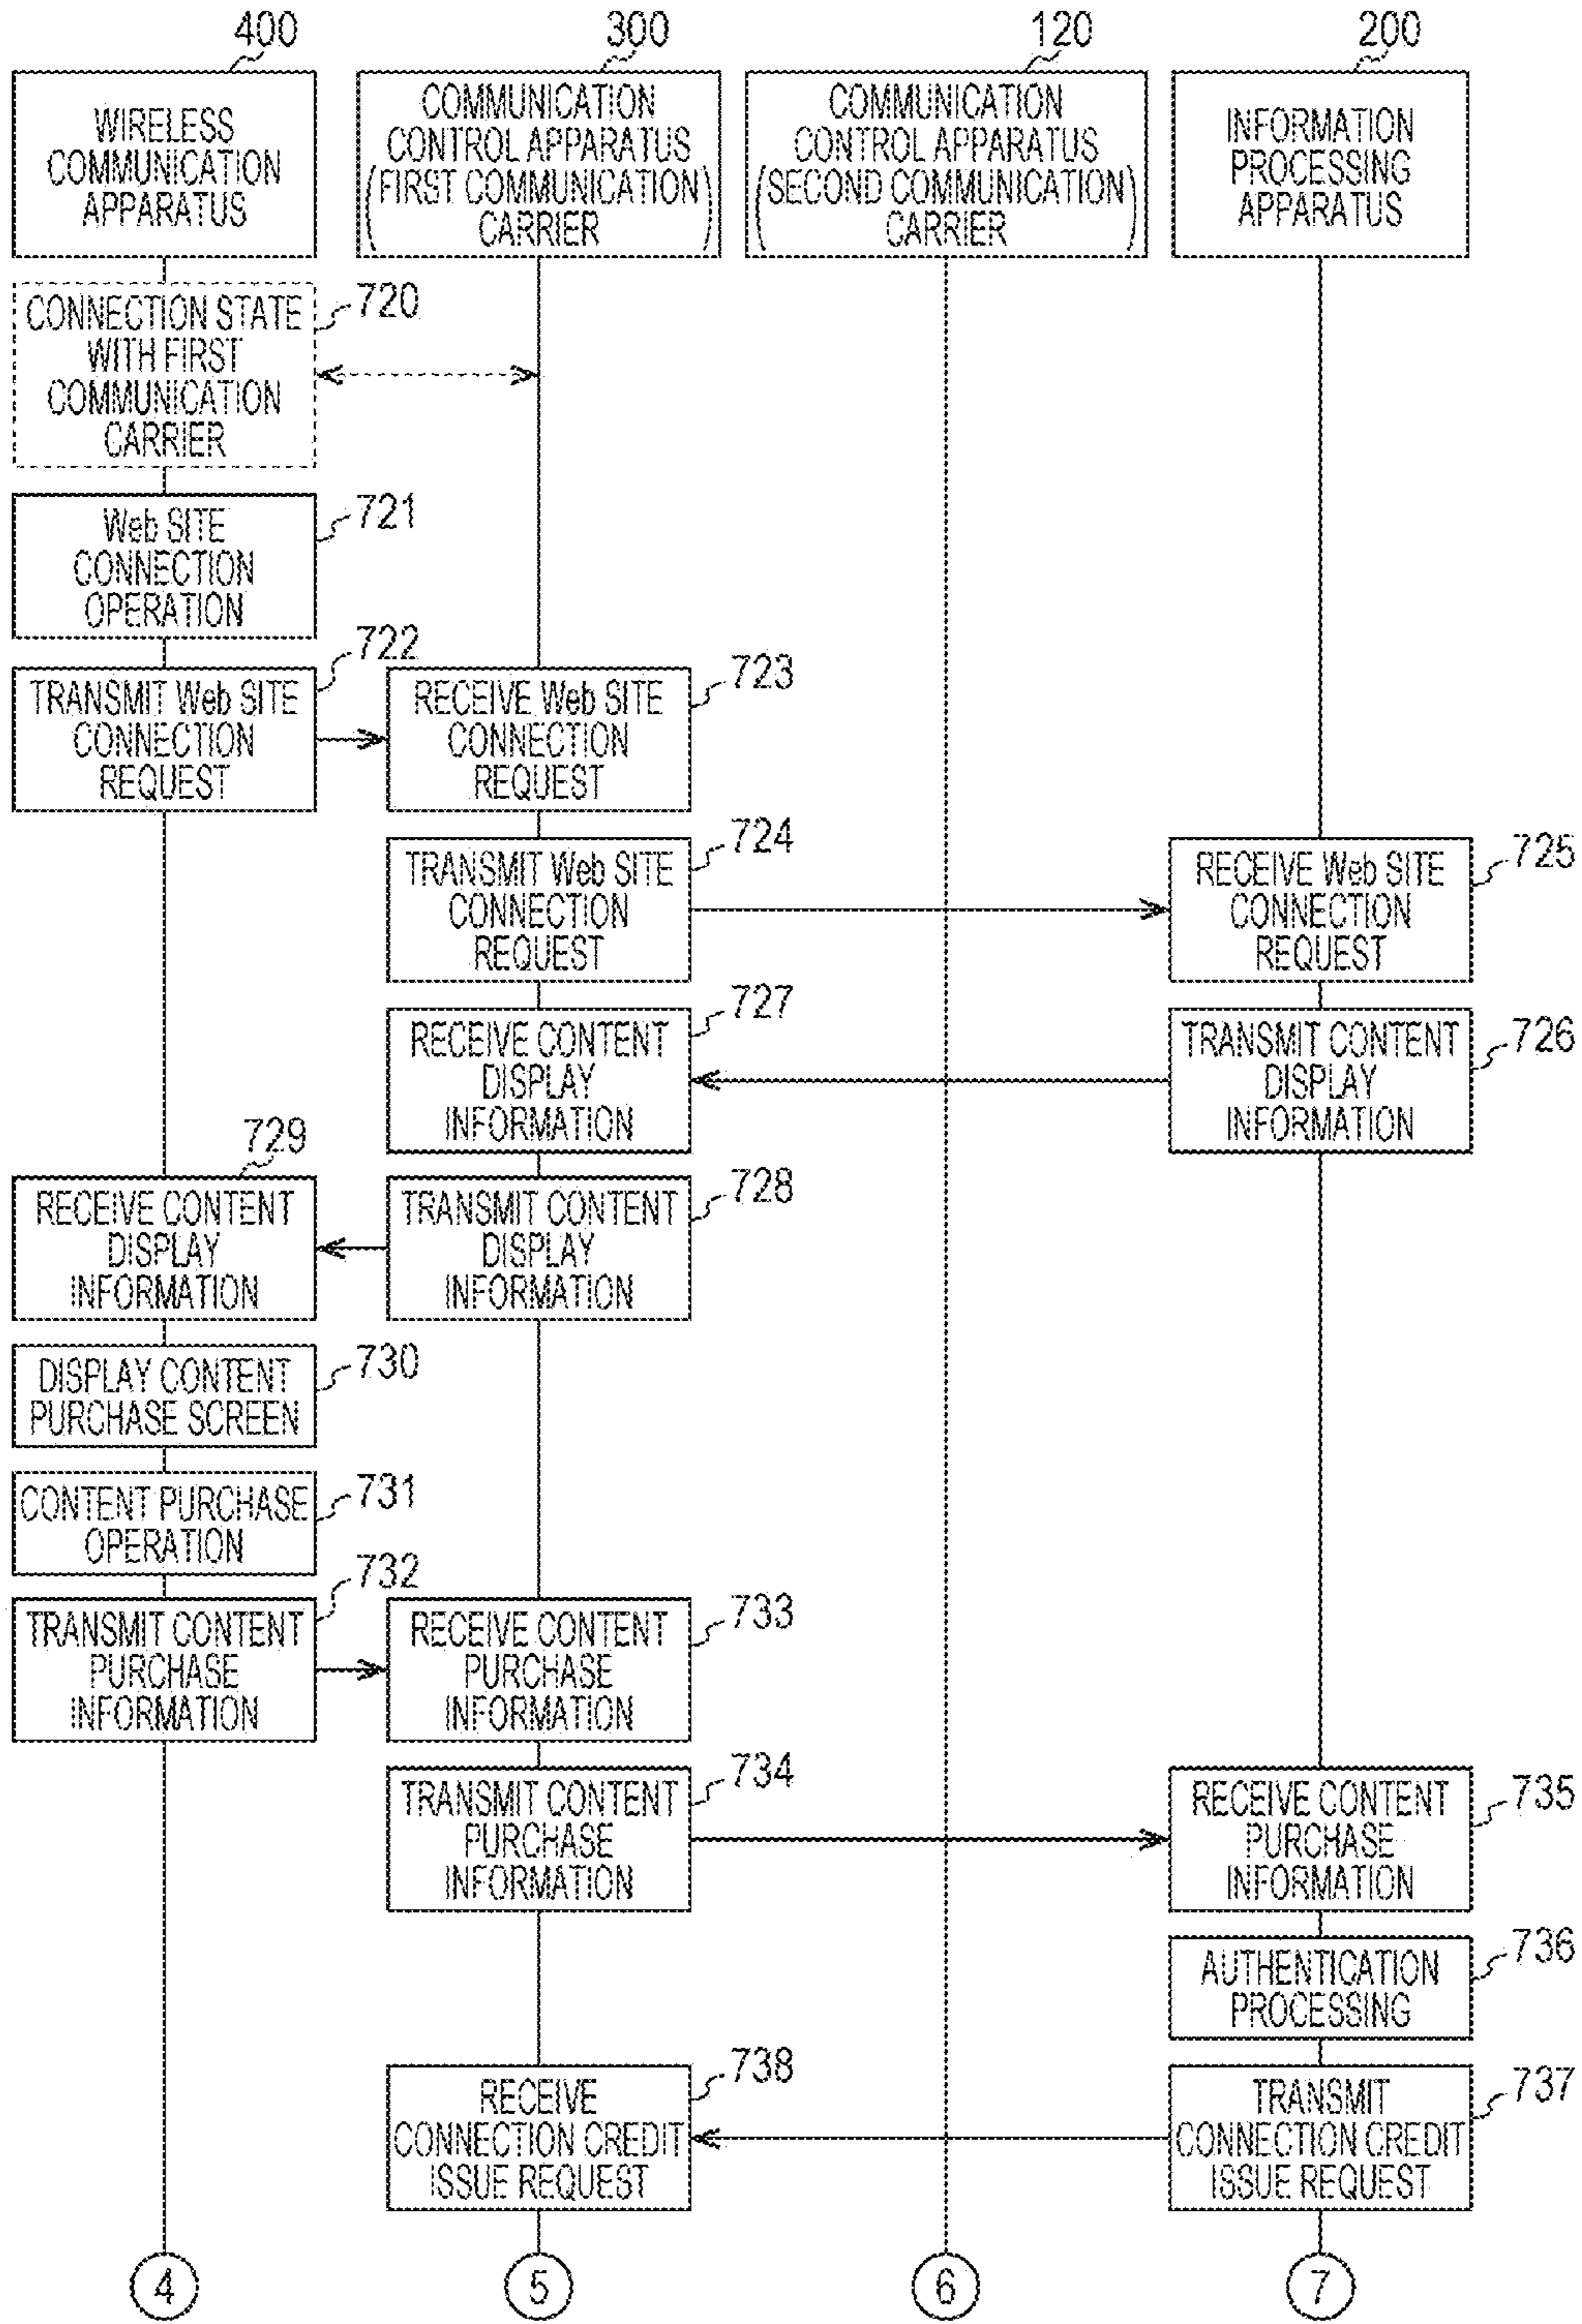 400
300
120
200
WIRELESS
COMMUNICATION
APPARATUS
COMMUNICATION
CONTROL APPARATUS
(FIRST COMMUNICATION
CARRIER)
COMMUNICATION
CONTROL APPARATUS
(SECOND COMMUNICATION
CARRIER)
INFORMATION
PROCESSING
APPARATUS
CONNECTION STATE
WITH FIRST
COMMUNICATION
CARRIER
720
Web SITE
CONNECTION
OPERATION
721
TRANSMIT Web SITE
CONNECTION
REQUEST
722
RECEIVE Web SITE
CONNECTION
REQUEST
723
TRANSMIT Web SITE
CONNECTION
REQUEST
724
RECEIVE Web SITE
CONNECTION
REQUEST
725
RECEIVE CONTENT
DISPLAY
INFORMATION
727
TRANSMIT CONTENT
DISPLAY
INFORMATION
726
RECEIVE CONTENT
DISPLAY
INFORMATION
729
TRANSMIT CONTENT
DISPLAY
INFORMATION
728
DISPLAY CONTENT
PURCHASE SCREEN
730
CONTENT PURCHASE
OPERATION
731
TRANSMIT CONTENT
PURCHASE
INFORMATION
732
RECEIVE CONTENT
PURCHASE
INFORMATION
733
TRANSMIT CONTENT
PURCHASE
INFORMATION
734
RECEIVE CONTENT
PURCHASE
INFORMATION
735
AUTHENTICATION
PROCESSING
736
RECEIVE
CONNECTION CREDIT
ISSUE REQUEST
738
TRANSMIT
CONNECTION CREDIT
ISSUE REQUEST
737
4
5
6
7